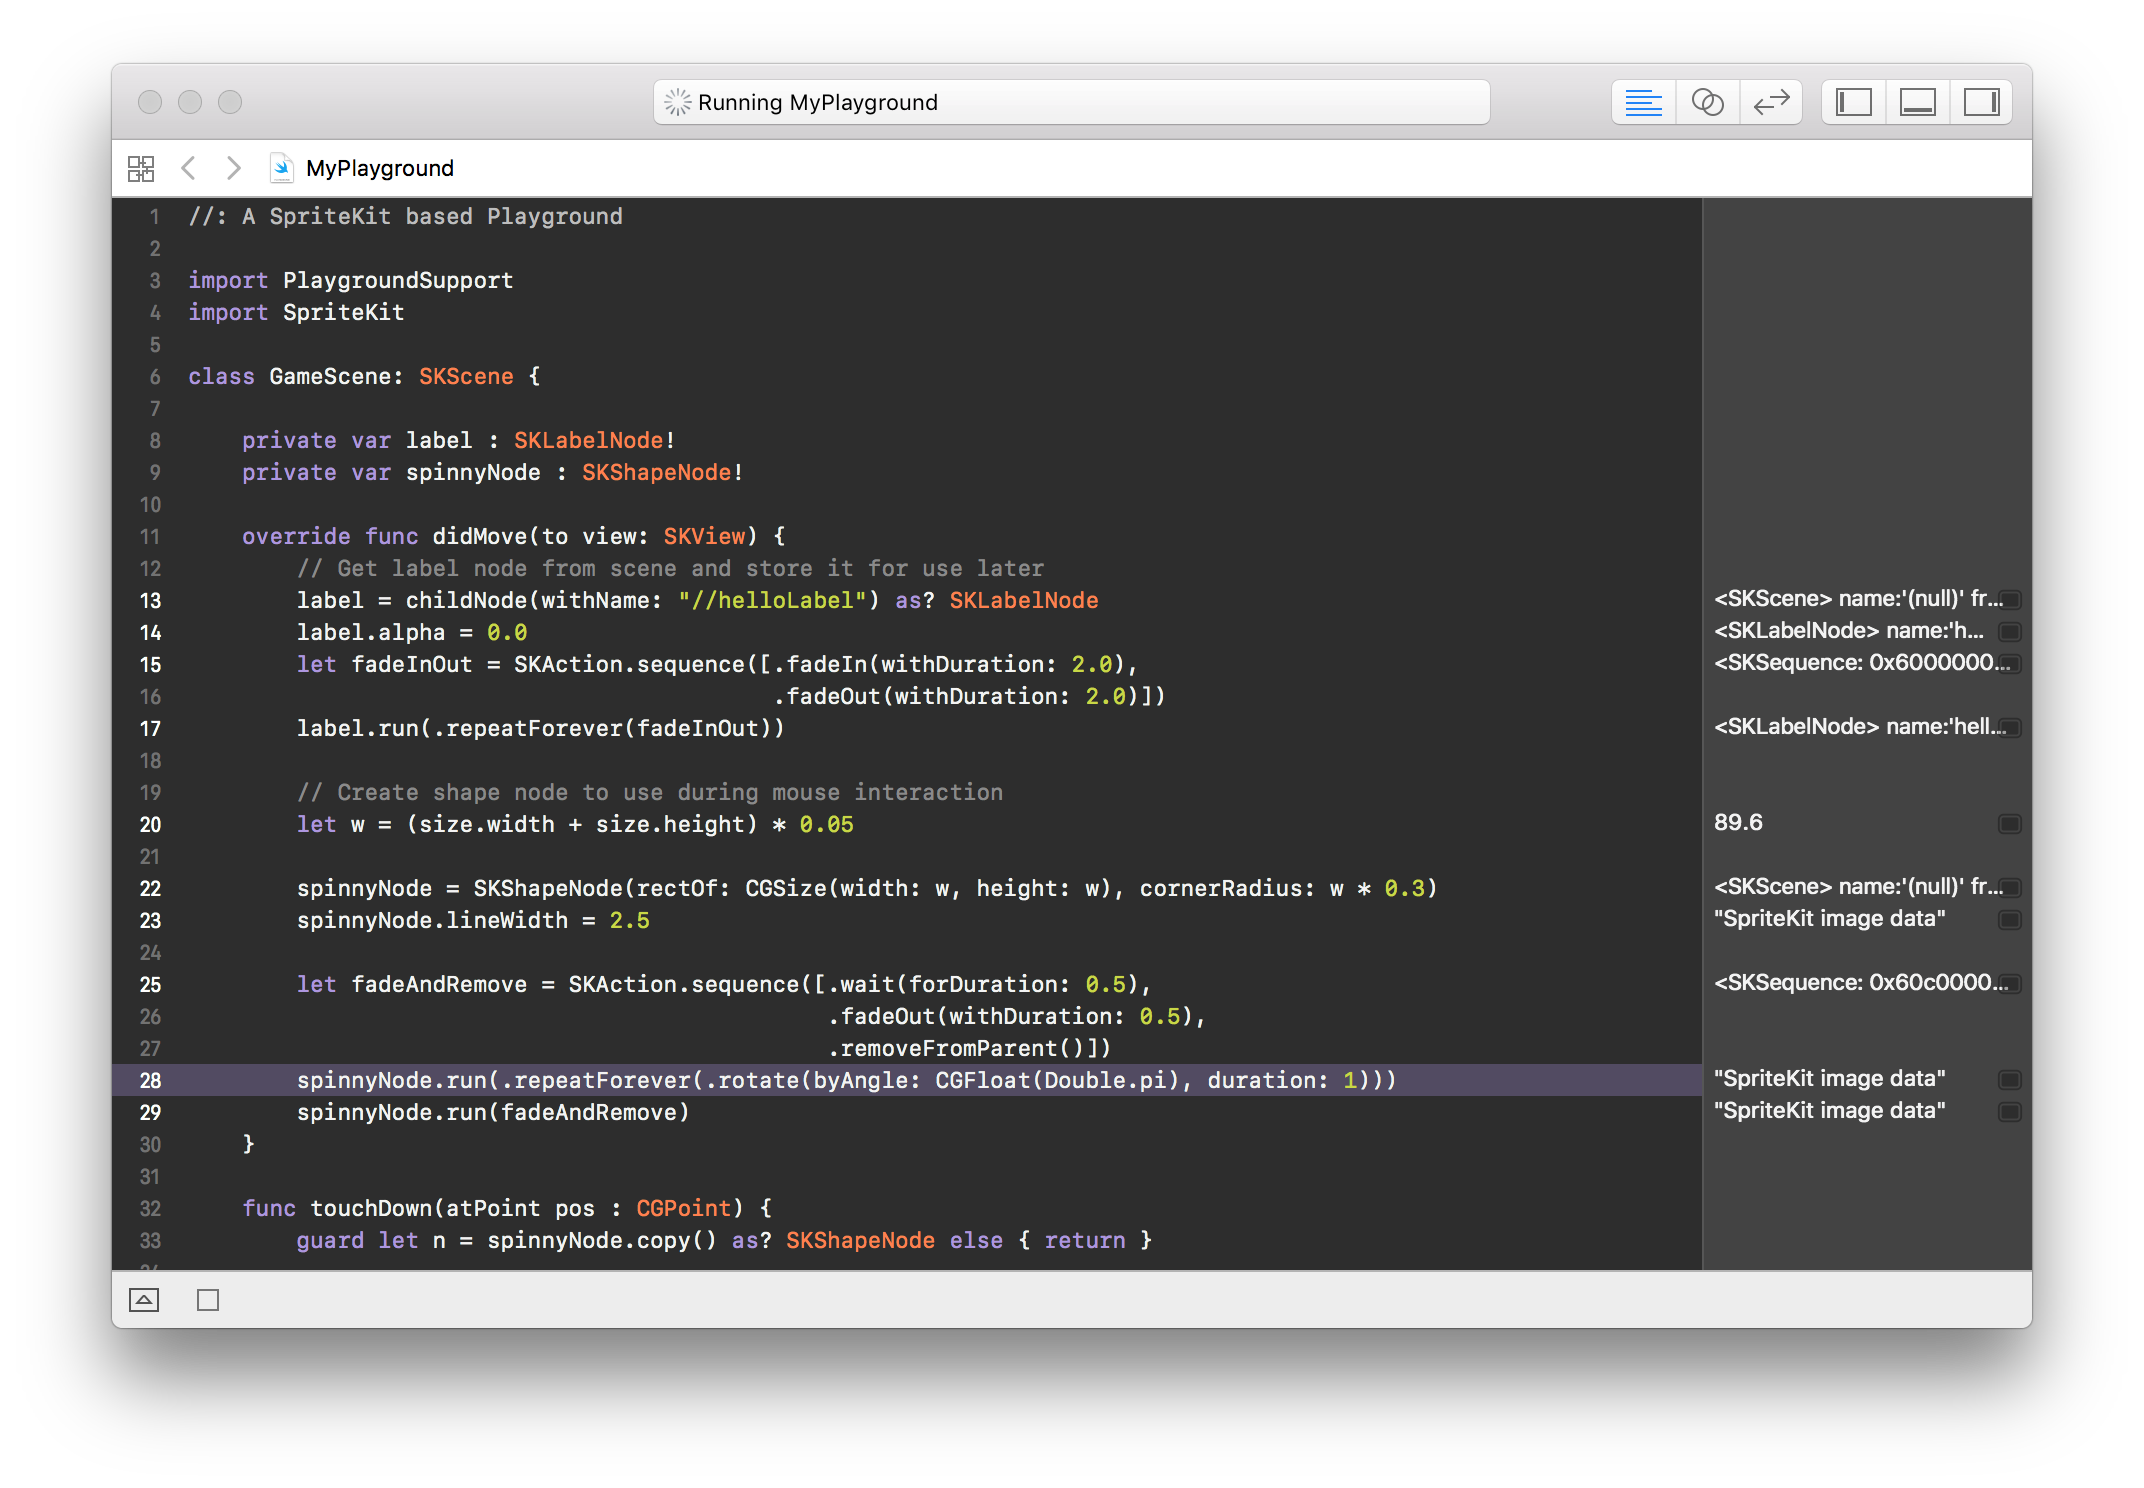 Running MyPlayground
MyPlayground
1 //: A SpriteKit based Playground
2
3 import PlaygroundSupport
4 import SpriteKit
5
6 class GameScene: SKScene {
7
8 private var label : SKLabelNode!
9 private var spinnyNode : SKShapeNode!
10
11 override func didMove(to view: SKView) {
12 // Get label node from scene and store it for use later
13 label = childNode(withName: "//helloLabel") as? SKLabelNode <SKScene> name:'(null)' fr...
14 label.alpha = 0.0 <SKLabelNode> name:'h...
15 let fadeInOut = SKAction.sequence([.fadeIn(withDuration: 2.0), <SKSequence: 0x6000000...
16 .fadeOut(withDuration: 2.0)])
17 label.run(.repeatForever(fadeInOut)) <SKLabelNode> name:'hell...
18
19 // Create shape node to use during mouse interaction
20 let w = (size.width + size.height) * 0.05 89.6
21
22 spinnyNode = SKShapeNode(rectOf: CGSize(width: w, height: w), cornerRadius: w * 0.3) <SKScene> name:'(null)' fr...
23 spinnyNode.lineWidth = 2.5 "SpriteKit image data"
24
25 let fadeAndRemove = SKAction.sequence([.wait(forDuration: 0.5), <SKSequence: 0x60c0000...
26 .fadeOut(withDuration: 0.5),
27 .removeFromParent()])
28 spinnyNode.run(.repeatForever(.rotate(byAngle: CGFloat(Double.pi), duration: 1))) "SpriteKit image data"
29 spinnyNode.run(fadeAndRemove) "SpriteKit image data"
30 }
31
32 func touchDown(atPoint pos : CGPoint) {
33 guard let n = spinnyNode.copy() as? SKShapeNode else { return }